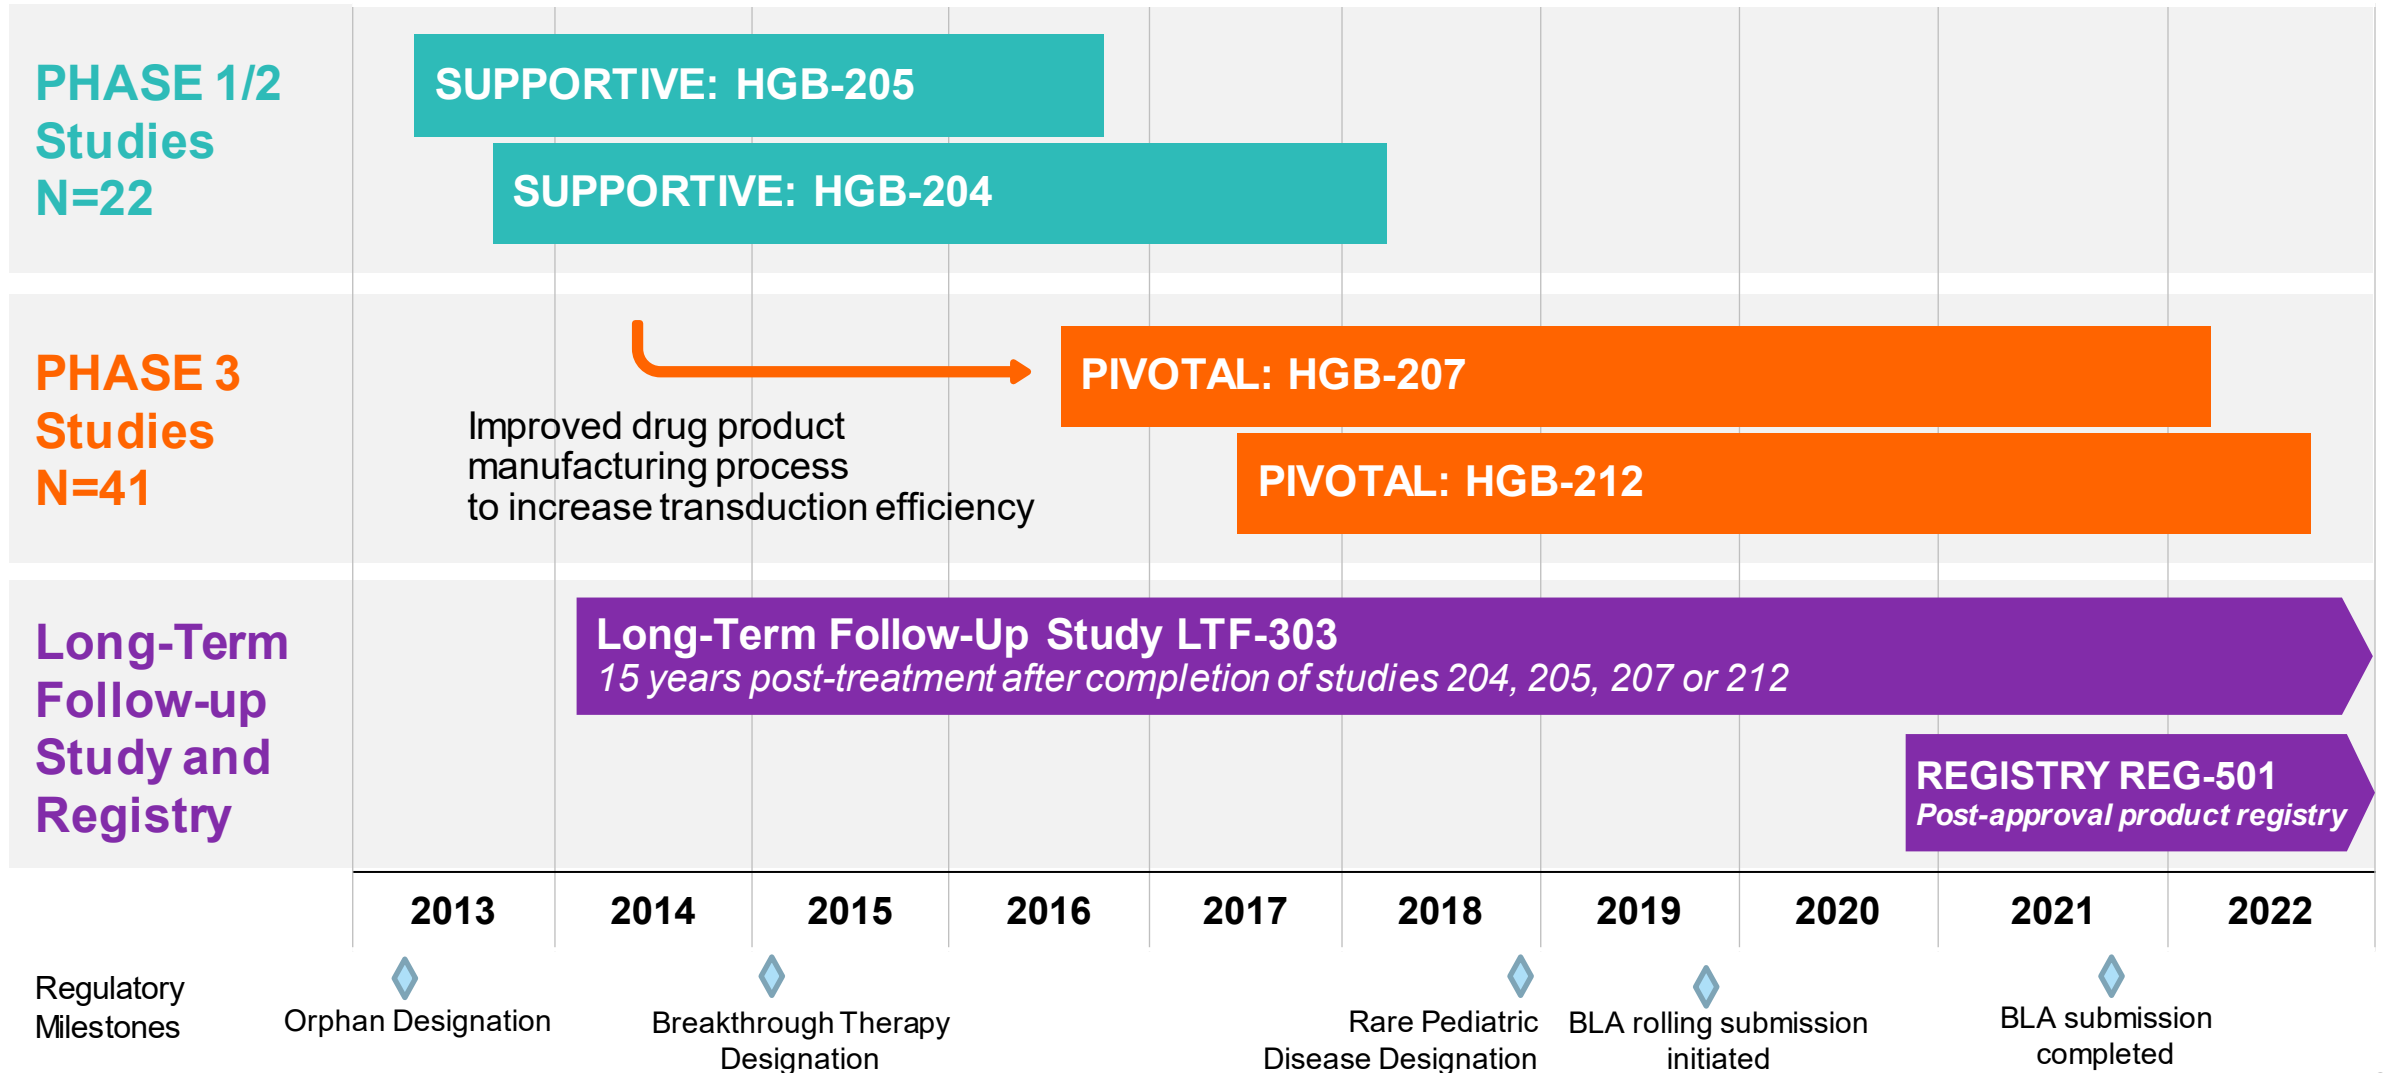 PHASE 1/2
Studies
N=22
SUPPORTIVE: HGB-205
SUPPORTIVE: HGB-204
PHASE 3
Studies
N=41
Improved drug product
manufacturing process
to increase transduction efficiency
PIVOTAL: HGB-207
PIVOTAL: HGB-212
Long-Term
Follow-up
Study and
Registry
Long-Term Follow-Up Study LTF-303
15 years post-treatment after completion of studies 204, 205, 207 or 212
REGISTRY REG-501
Post-approval product registry
2013 2014 2015 2016 2017 2018 2019 2020 2021 2022
Regulatory
Milestones
Orphan Designation
Breakthrough Therapy
Designation
Rare Pediatric
Disease Designation
BLA rolling submission
initiated
BLA submission
completed